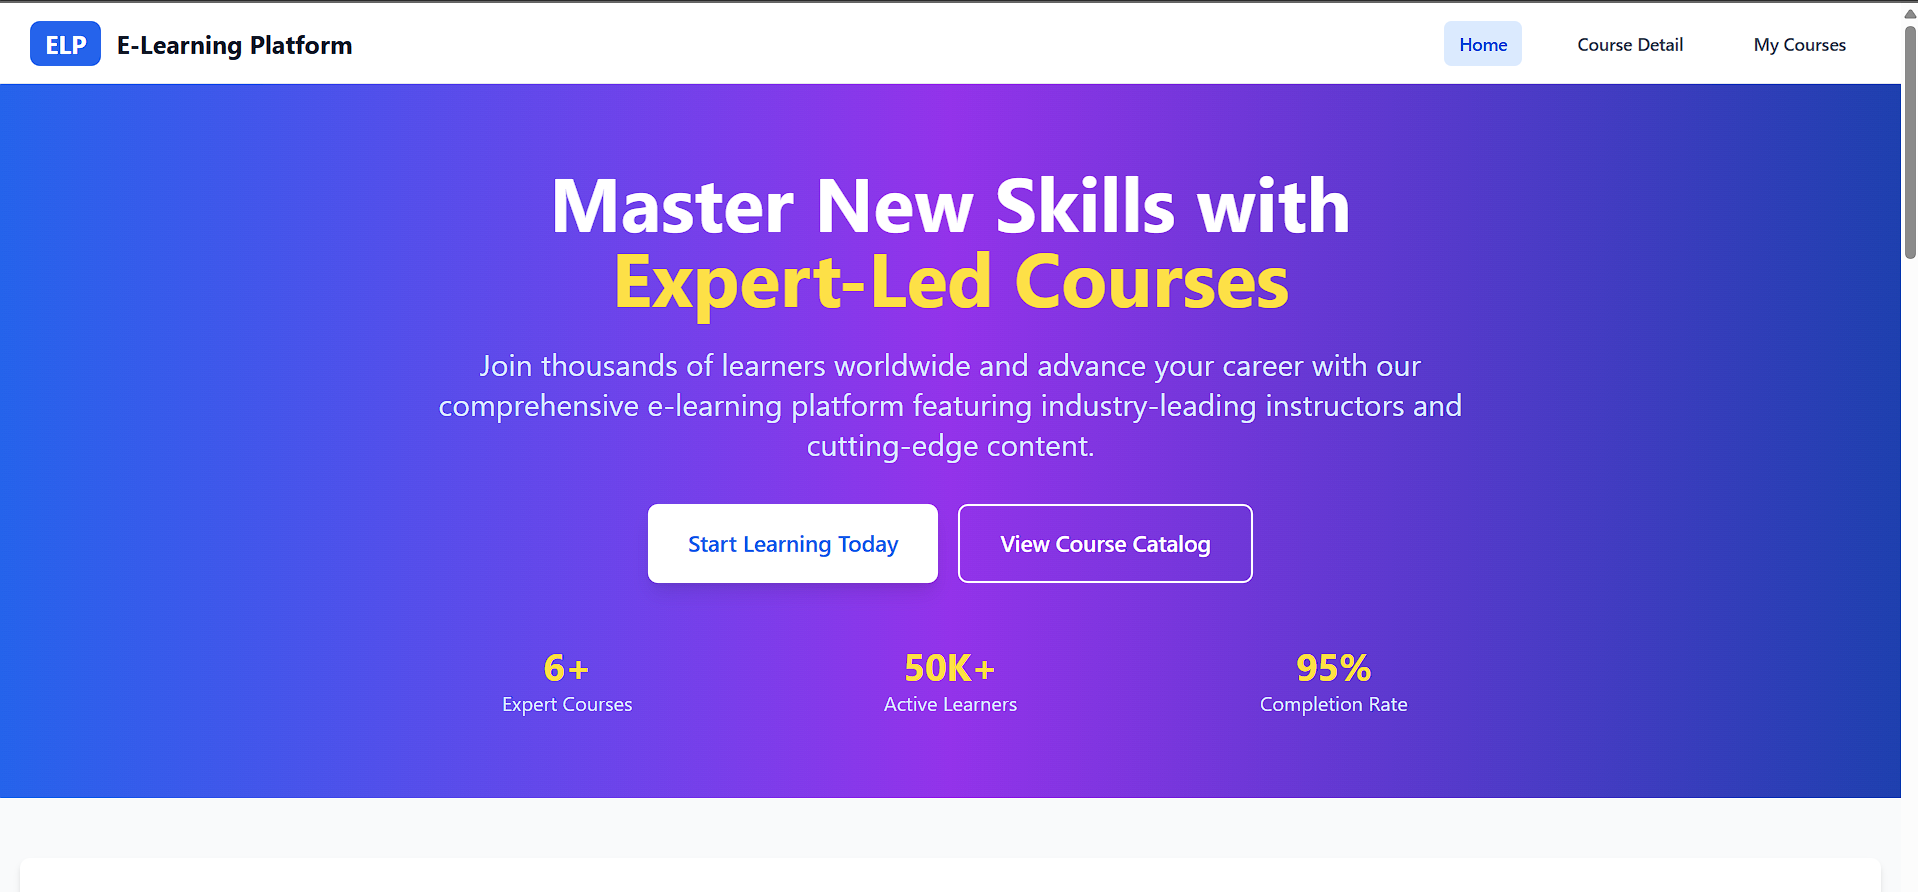 ELP
E-Learning Platform
Home
Course Detail
My Courses
Master New Skills with
Expert-Led Courses
Join thousands of learners worldwide and advance your career with our
comprehensive e-learning platform featuring industry-leading instructors and
cutting-edge content.
Start Learning Today
View Course Catalog
6+
Expert Courses
50K+
Active Learners
95%
Completion Rate